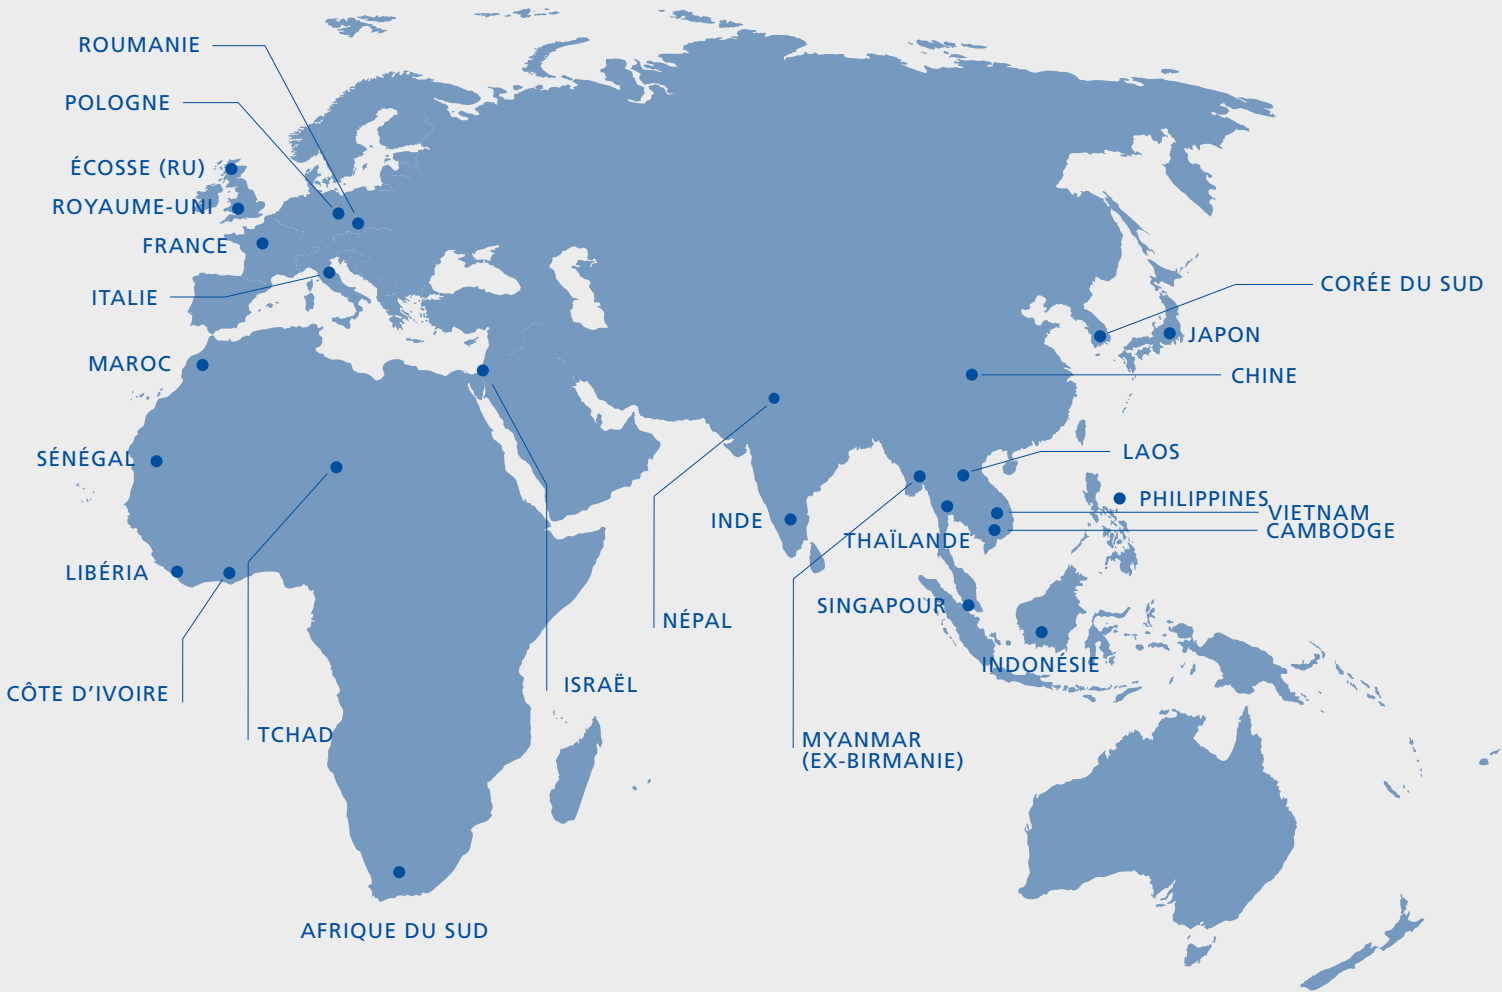 ROUMANIE
POLOGNE
ÉCOSSE (RU)
ROYAUME-UNI
FRANCE
ITALIE
CORÉE DU SUD
JAPON
MAROC
CHINE
SÉNÉGAL
LAOS
PHILIPPINES
VIETNAM
INDE
CAMBODGE
THAÏLANDE
LIBÉRIA
SINGAPOUR
NÉPAL
INDONÉSIE
ISRAËL
CÔTE D’IVOIRE
TCHAD
MYANMAR
(EX-BIRMANIE)
AFRIQUE DU SUD